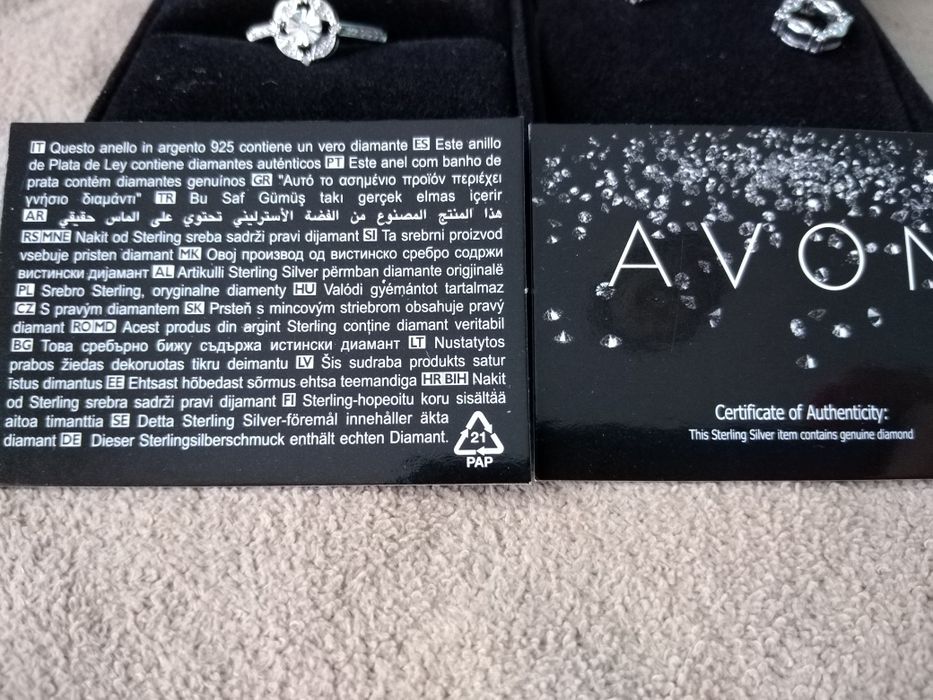 IT Questo anello in argento 925 contiene un vero diamante ES Este anillo
de Plata de Ley contiene diamantes auténticos PT Este anel com banho de
prata contém diamantes genuínos GR "Αυτό το ασημένιο προϊόν περιέχει
γνήσιο διαμάντι" TR Bu Saf Gümüş takı gerçek elmas içerir
AR هذا المنتج المصنوع من الفضة الأسترليني تحتوي على الماس حقيقي
RS MNE Nakit od Sterling sreba sadrži pravi dijamant SI Ta srebrni proizvod
vsebuje pristen diamant MK Овој производ од вистинско сребро содржи
вистински дијамант AL Artikulli Sterling Silver përmban diamante origjinalë
PL Srebro Sterling, oryginalne diamenty HU Valódi gyémántot tartalmaz
CZ S pravým diamantem SK Prsteň s mincovým striebrom obsahuje pravý
diamant RO MD Acest produs din argint Sterling conține diamant veritabil
BG Това сребърно бижу съдържа истински диамант LT Nustatytos
prabos žiedas dekoruotas tikru deimantu LV Šis sudraba produkts satur
īstus dimantus EE Ehtsast hõbedast sõrmus ehtsa teemandiga HR BIH Nakit
od Sterling srebra sadrži pravi dijamant FI Sterling-hopeoitu koru sisältää
aitoa timanttia SE Detta Sterling Silver-föremål innehåller äkta
diamant DE Dieser Sterlingsilberschmuck enthält echten Diamant.
21
PAP
AVON
Certificate of Authenticity:
This Sterling Silver item contains genuine diamond